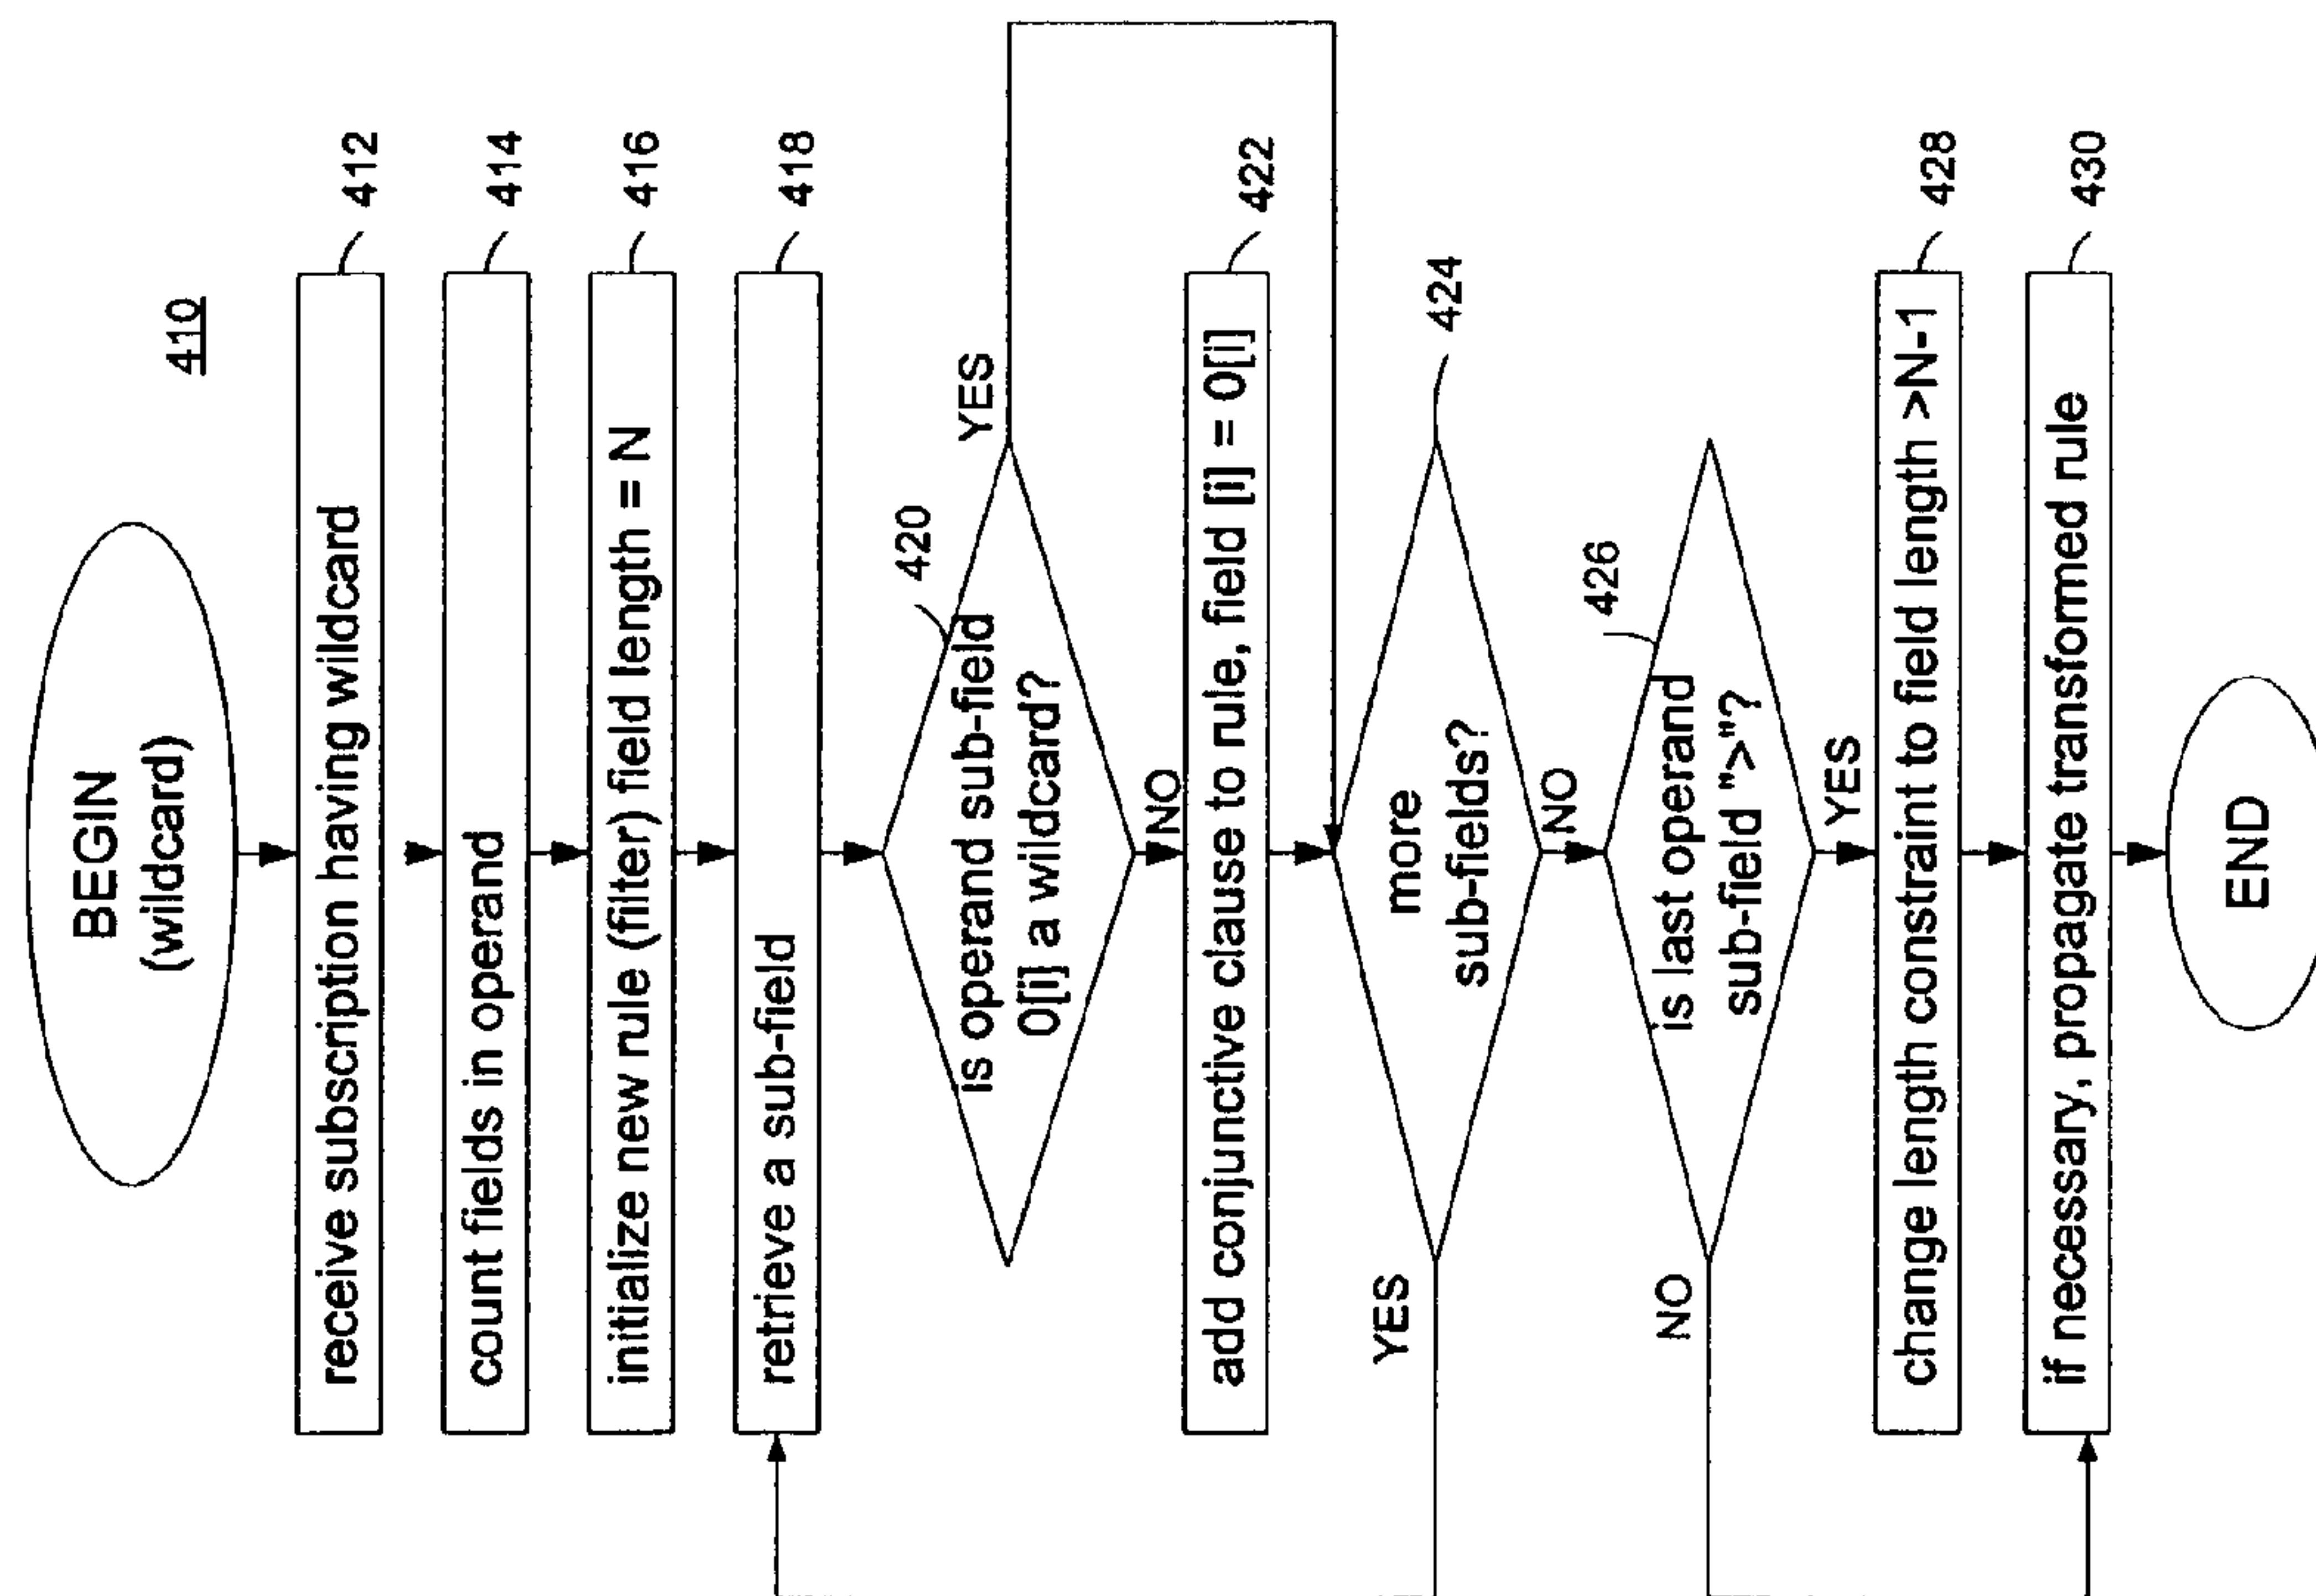 410
BEGIN
(wildcard)
receive subscription having wildcard
412
count fields in operand
414
initialize new rule (filter) field length = N
416
retrieve a sub-field
418
is operand sub-field
0[i] a wildcard?
420
YES
NO
add conjunctive clause to rule, field [i] = 0[i]
422
more
sub-fields?
424
YES
NO
is last operand
sub-field ">"?
426
NO
YES
change length constraint to field length >N-1
428
if necessary, propagate transformed rule
430
END